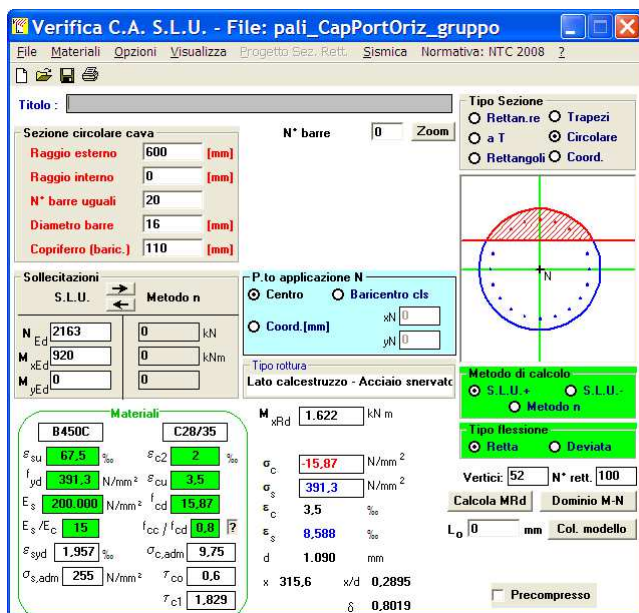 Verifica C.A. S.L.U. - File: pali_CapPortOriz_gruppo
File Materiali Opzioni Visualizza Progetto Sez. Rett. Sismica Normativa: NTC 2008 ?
Titolo :
Tipo Sezione
Rettan.re Trapezi
a T Circolare
Rettangoli Coord.
Sezione circolare cava
Raggio esterno 600 [mm]
Raggio interno 0 [mm]
N° barre uguali 20
Diametro barre 16 [mm]
Copriferro (baric.) 110 [mm]
N° barre 0 Zoom
N
Sollecitazioni
S.L.U. Metodo n
N Ed 2163 0 kN
M xEd 920 0 kNm
M yEd 0 0
P.to applicazione N
Centro Baricentro cls
Coord.[mm] xN 0
yN 0
Tipo rottura
Lato calcestruzzo - Acciaio snervato
Metodo di calcolo
S.L.U.+ S.L.U.-
Metodo n
Tipo flessione
Retta Deviata
Materiali
B450C C28/35
εsu 67,5 ‰ εc2 2 ‰
fyd 391,3 N/mm² εcu 3,5
Es 200.000 N/mm² fcd 15,87
Es/Ec 15 fcc / fcd 0,8 ?
εsyd 1,957 ‰ σc,adm 9,75
σs,adm 255 N/mm² τco 0,6
τc1 1,829
M xRd 1.622 kN m
σc -15,87 N/mm²
σs 391,3 N/mm²
εc 3,5 ‰
εs 8,588 ‰
d 1.090 mm
x 315,6 x/d 0,2895
δ 0,8019
Vertici: 52 N° rett. 100
Calcola MRd Dominio M-N
Lo 0 mm Col. modello
Precompresso